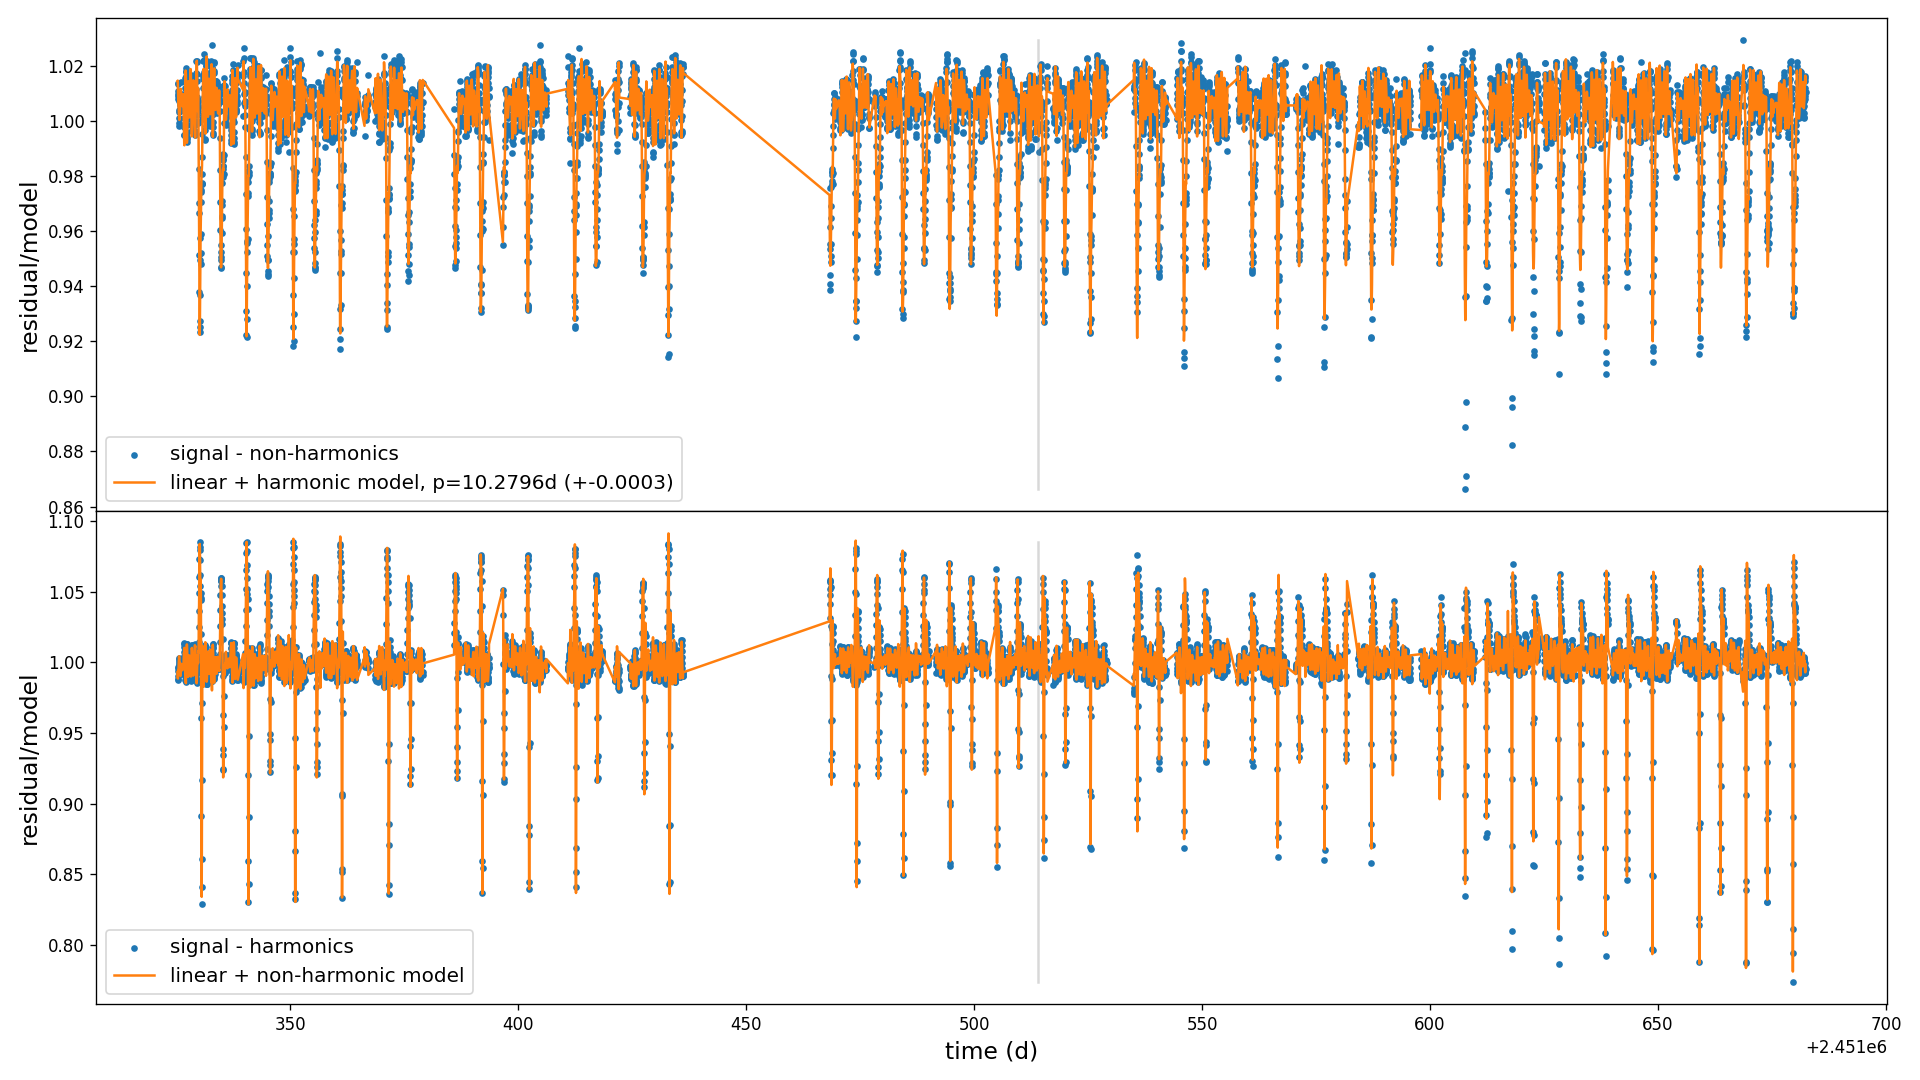 1.02
1.00
0.98
0.96
0.94
0.92
0.90
0.88
0.86
residual/model
signal - non-harmonics
linear + harmonic model, p=10.2796d (+-0.0003)
1.10
1.05
1.00
0.95
0.90
0.85
0.80
residual/model
signal - harmonics
linear + non-harmonic model
350 400 450 500 550 600 650 700
+2.451e6
time (d)